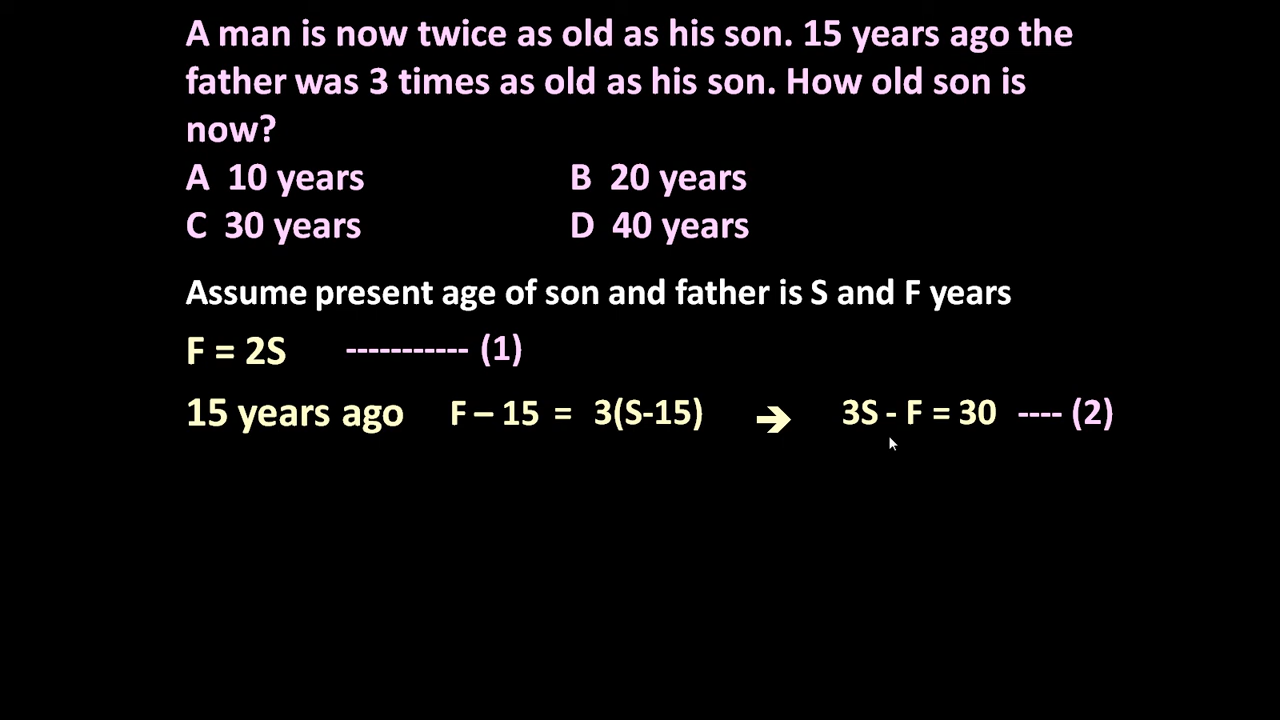 A man is now twice as old as his son. 15 years ago the
father was 3 times as old as his son. How old son is
now?
A 10 years B 20 years
C 30 years D 40 years
Assume present age of son and father is S and F years
F = 2S ----------- (1)
15 years ago F – 15 = 3(S-15) ➔ 3S - F = 30 ---- (2)